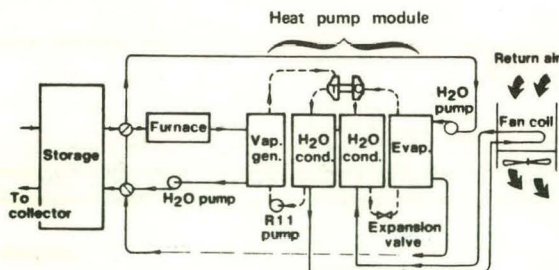 Heat pump module
Return air
H2O
pump
Fan coil
Furnace
Vap.
gen.
H2O
cond.
H2O
cond.
Evap.
T
C
Storage
To
collector
H2O pump
R11
pump
Expansion
valve